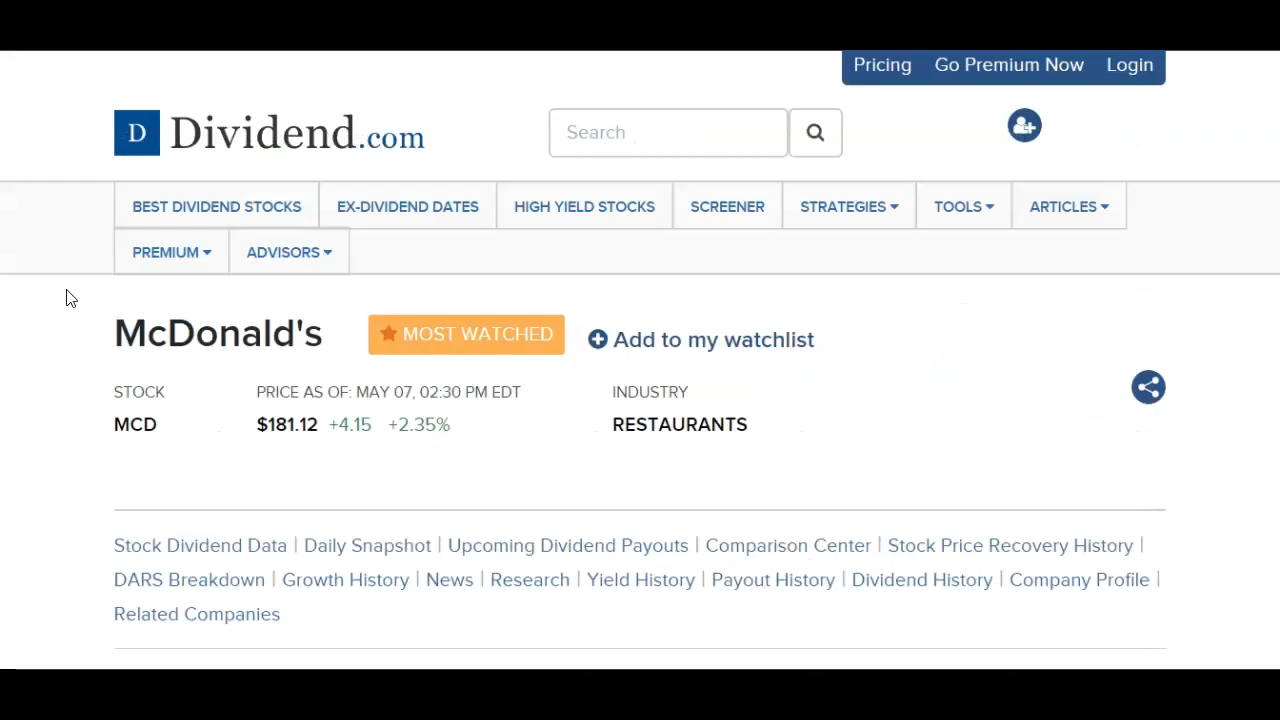 Pricing Go Premium Now Login
D Dividend.com Search
BEST DIVIDEND STOCKS EX-DIVIDEND DATES HIGH YIELD STOCKS SCREENER STRATEGIES TOOLS ARTICLES
PREMIUM ADVISORS
McDonald's MOST WATCHED Add to my watchlist
STOCK PRICE AS OF: MAY 07, 02:30 PM EDT INDUSTRY
MCD $181.12 +4.15 +2.35% RESTAURANTS
Stock Dividend Data | Daily Snapshot | Upcoming Dividend Payouts | Comparison Center | Stock Price Recovery History |
DARS Breakdown | Growth History | News | Research | Yield History | Payout History | Dividend History | Company Profile |
Related Companies